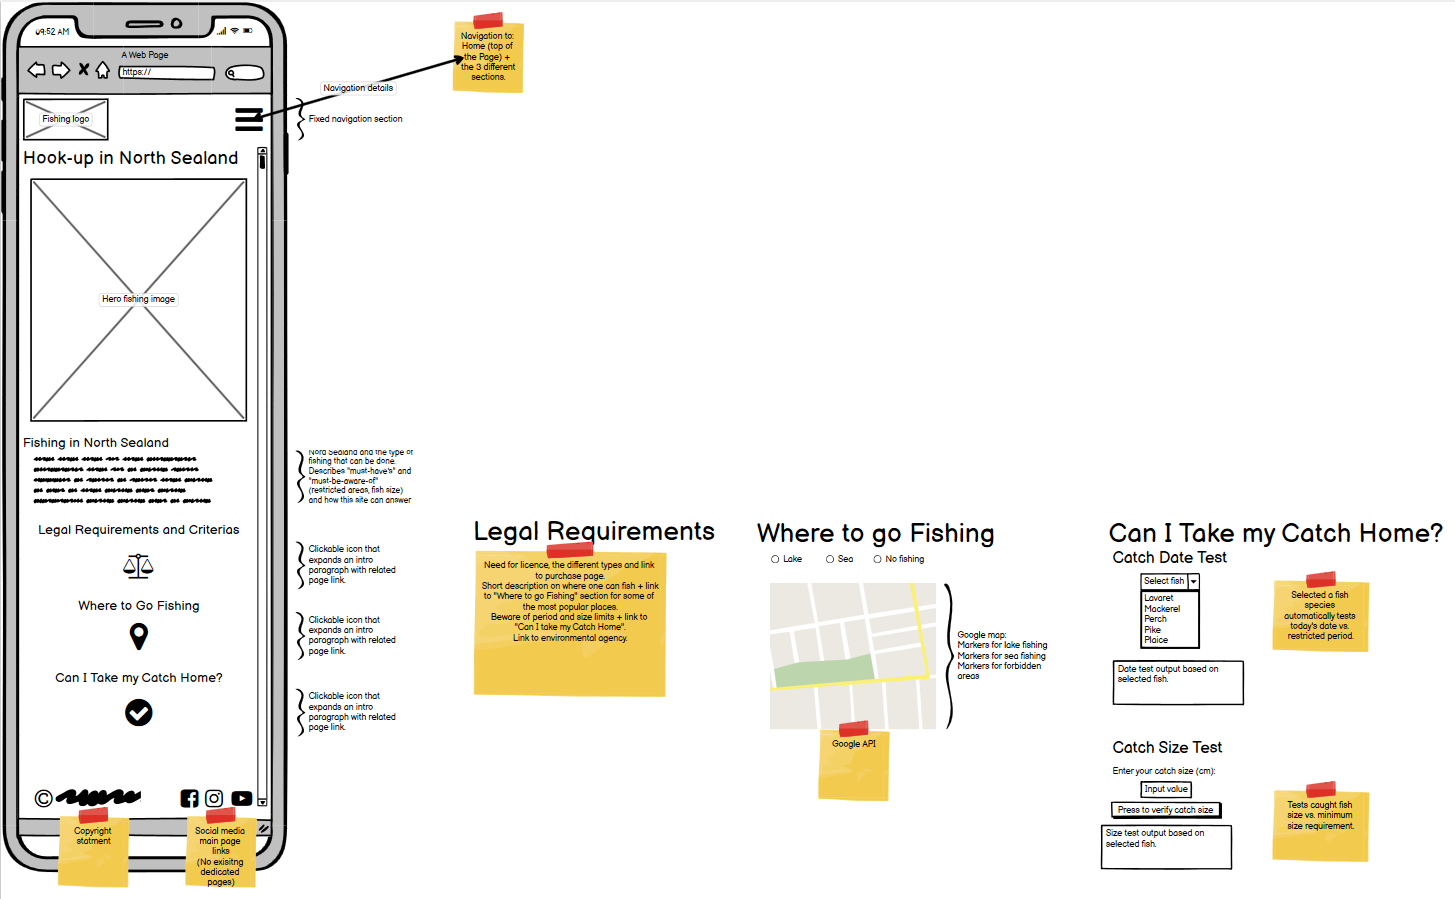 09:52 AM
A Web Page
https://
Fishing logo
Hook-up in North Sealand
Hero fishing image
Fishing in North Sealand
Legal Requirements and Criterias
Where to Go Fishing
Can I Take my Catch Home?
©
Copyright
statment
Social media
main page
links
(No exisitng
dedicated
pages)
Navigation to:
Home (top of
the Page) +
the 3 different
sections.
Navigation details
Fixed navigation section
Nord Sealand and the type of
fishing that can be done.
Describes "must-have's" and
"must-be-aware-of"
(restricted areas, fish size)
and how this site can answer
Clickable icon that
expands an intro
paragraph with related
page link.
Clickable icon that
expands an intro
paragraph with related
page link.
Clickable icon that
expands an intro
paragraph with related
page link.
Legal Requirements
Need for licence, the different types and link
to purchase page.
Short description on where one can fish + link
to "Where to go Fishing" section for some of
the most popular places.
Beware of period and size limits + link to
"Can I take my Catch Home".
Link to environmental agency.
Where to go Fishing
Lake
Sea
No fishing
Google map:
Markers for lake fishing
Markers for sea fishing
Markers for forbidden
areas
Google API
Can I Take my Catch Home?
Catch Date Test
Select fish
Lavaret
Mackerel
Perch
Pike
Plaice
Selected a fish
species
automatically tests
today's date vs.
restricted period.
Date test output based on
selected fish.
Catch Size Test
Enter your catch size (cm):
Input value
Press to verify catch size
Size test output based on
selected fish.
Tests caught fish
size vs. minimum
size requirement.